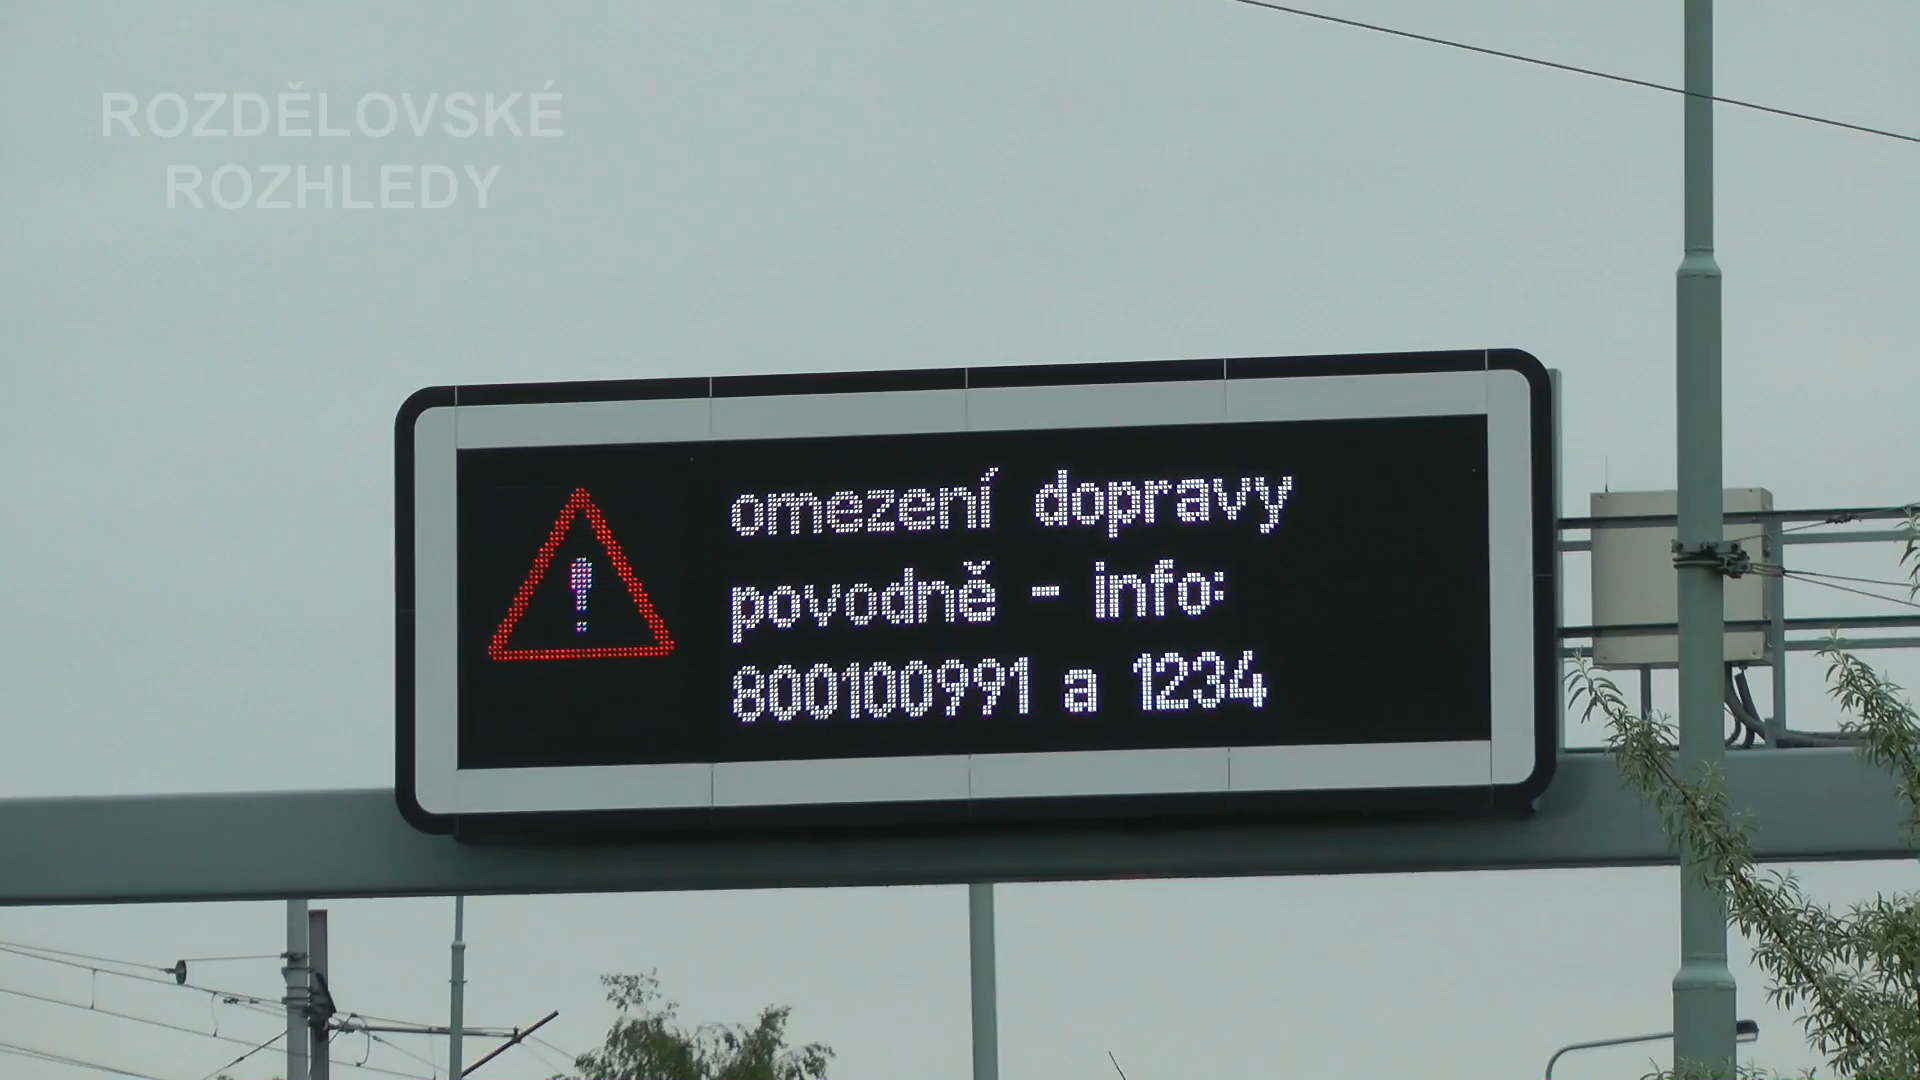 ROZDĚLOVSKÉ
ROZHLEDY
omezení dopravy
povodně - info:
800100991 a 1234